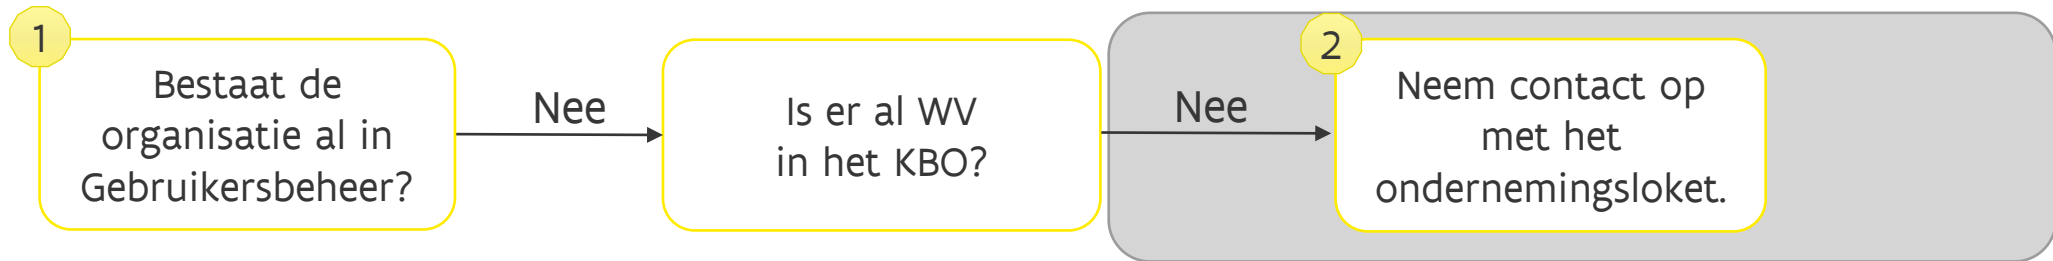 1
Bestaat de
organisatie al in
Gebruikersbeheer?
Nee
Is er al WV
in het KBO?
Nee
2
Neem contact op
met het
ondernemingsloket.